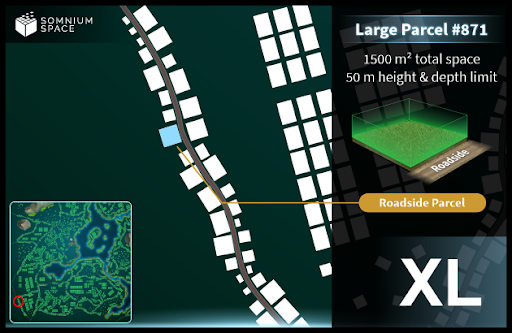 SOMNIUM
SPACE
Large Parcel #871
1500 m² total space
50 m height & depth limit
Roadside
Roadside Parcel
XL